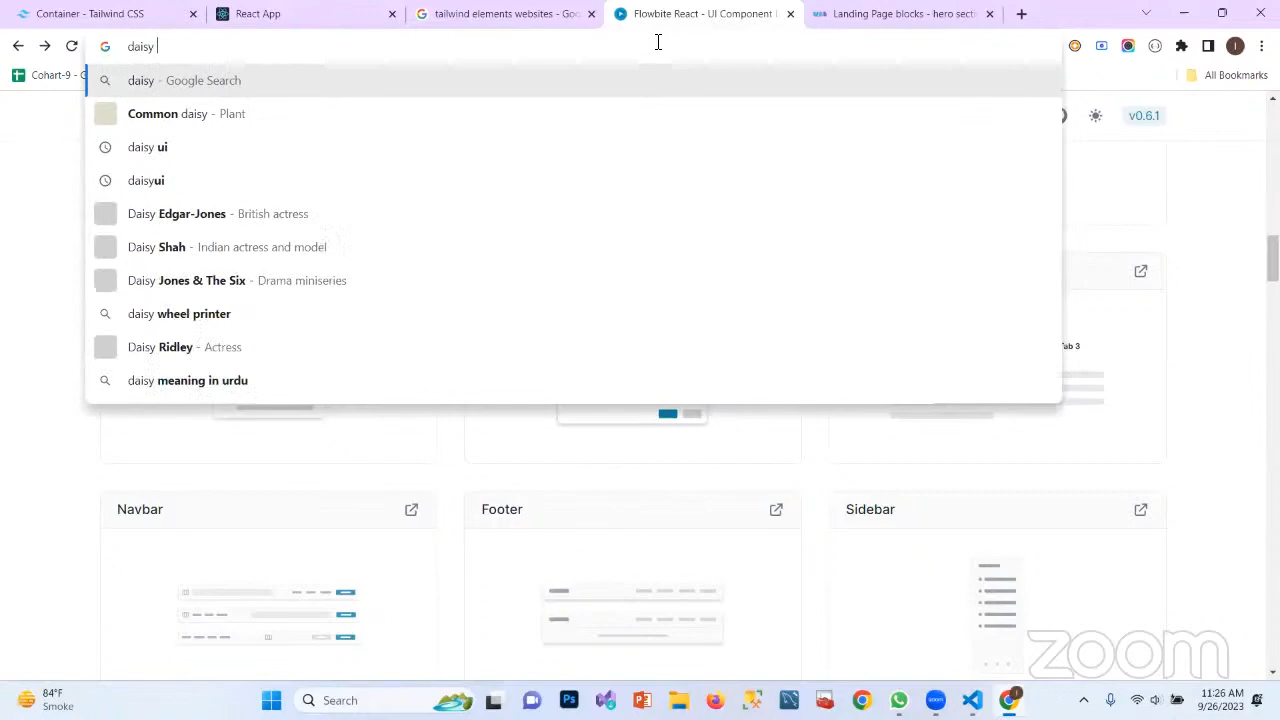 Container - Tailwind CSS
React App
tailwind elements websites - Goo
Flowbite React - UI Component l
Landing Page blocks - hero secti
daisy
Cohart-9 - G
All Bookmarks
daisy - Google Search
Common daisy - Plant
v0.6.1
daisy ui
daisyui
Daisy Edgar-Jones - British actress
Daisy Shah - Indian actress and model
Daisy Jones & The Six - Drama miniseries
daisy wheel printer
Daisy Ridley - Actress
Tab 3
daisy meaning in urdu
Navbar
Footer
Sidebar
zoom
84°F
Smoke
Search
11:26 AM
9/26/2023